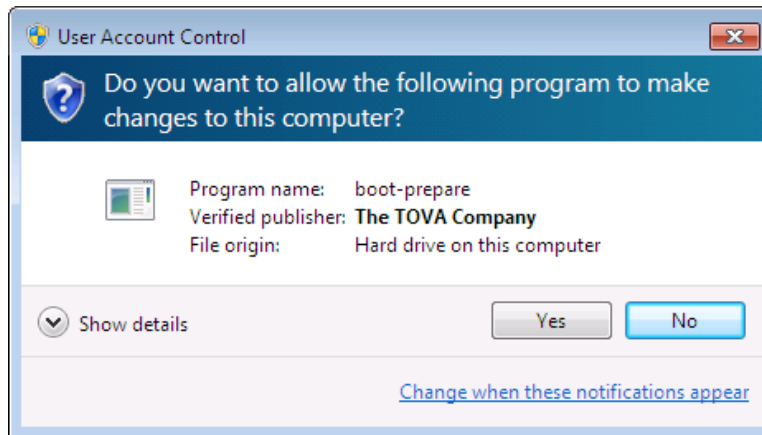 User Account Control
Do you want to allow the following program to make
changes to this computer?
Program name: boot-prepare
Verified publisher: The TOVA Company
File origin: Hard drive on this computer
Show details
Yes
No
Change when these notifications appear